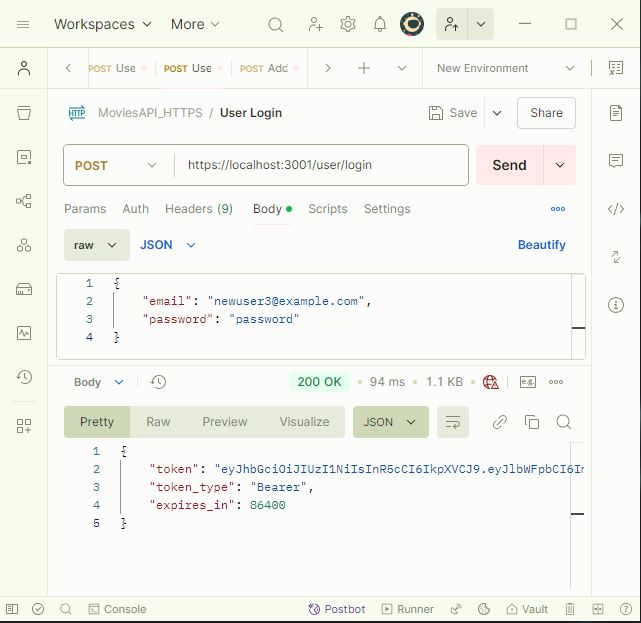 Workspaces More
POST Use POST Use POST Add New Environment
HTTP MoviesAPI_HTTPS / User Login Save Share
POST https://localhost:3001/user/login Send
Params Auth Headers (9) Body Scripts Settings
raw JSON Beautify
1 {
2 "email": "newuser3@example.com",
3 "password": "password"
4 }
Body 200 OK • 94 ms • 1.1 KB • e.g.
Pretty Raw Preview Visualize JSON
1 {
2 "token": "eyJhbGciOiJIUzI1NiIsInR5cCI6IkpXVCJ9.eyJlbWFpbCI6In
3 "token_type": "Bearer",
4 "expires_in": 86400
5 }
Console Postbot Runner Vault